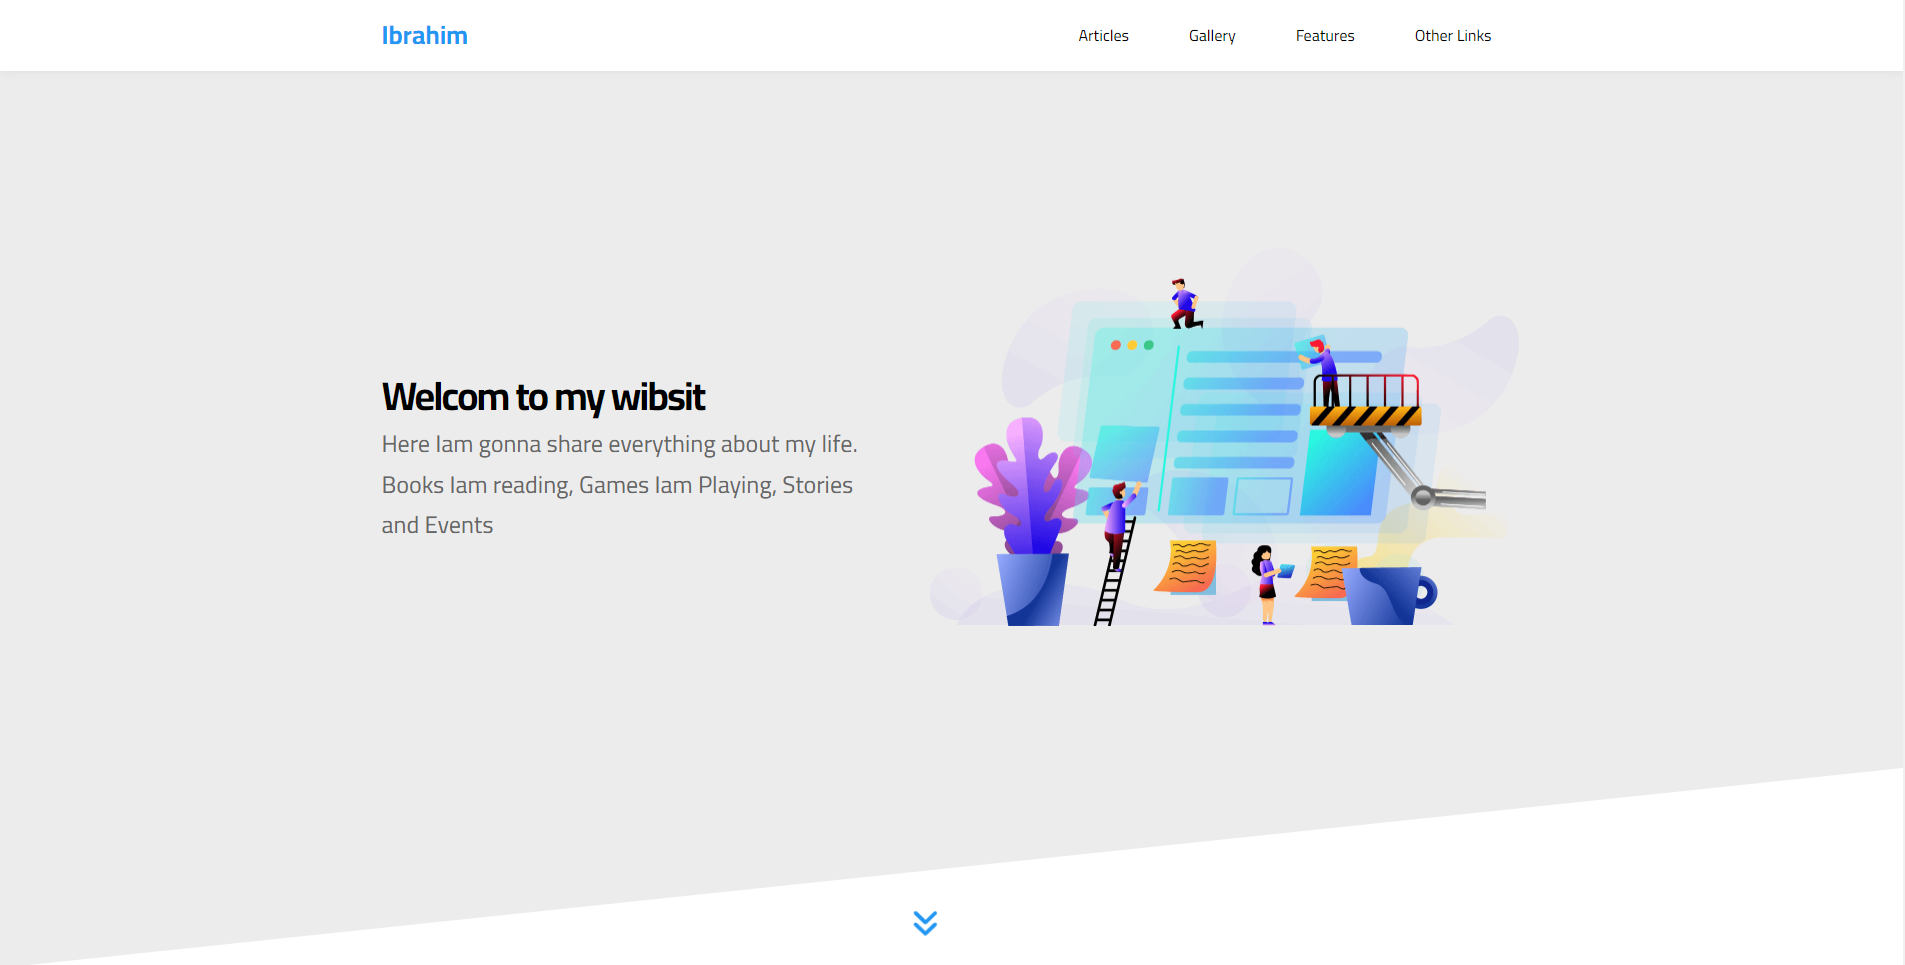 Ibrahim
Articles
Gallery
Features
Other Links
Welcom to my wibsit
Here Iam gonna share everything about my life.
Books Iam reading, Games Iam Playing, Stories
and Events